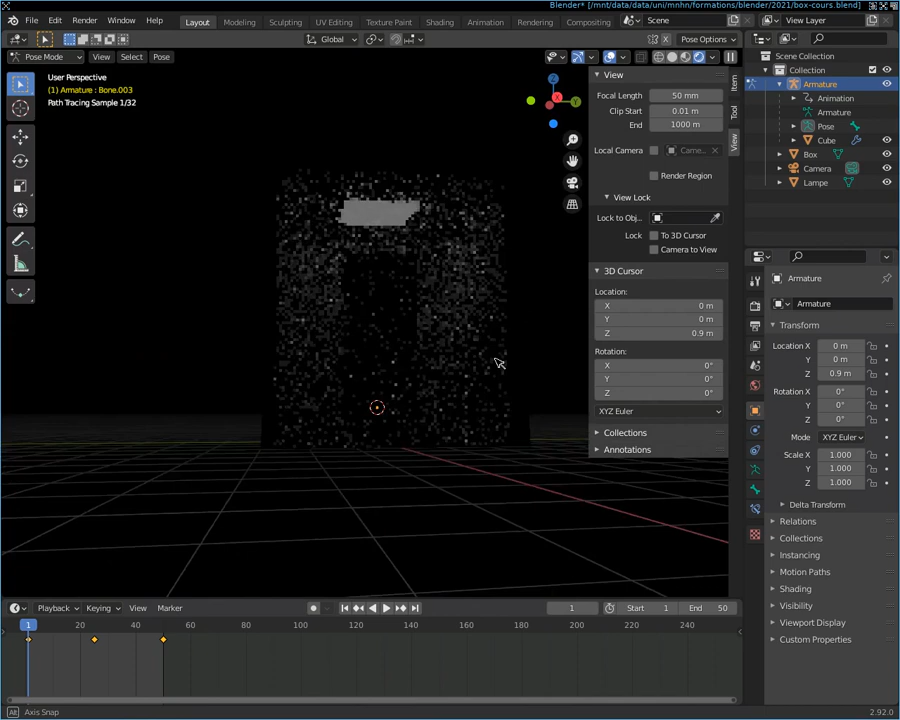 Blender* [/mnt/data/data/uni/mnhn/formations/blender/2021/box-cours.blend]
File Edit Render Window Help Layout Modeling Sculpting UV Editing Texture Paint Shading Animation Rendering Compositing Scene View Layer
Global
Pose Mode View Select Pose Pose Options
User Perspective
(1) Armature : Bone.003
Path Tracing Sample 1/32
Z
X
Y
View
Focal Length 50 mm
Clip Start 0.01 m
End 1000 m
Local Camera Came...
Render Region
View Lock
Lock to Obj...
Lock To 3D Cursor
Camera to View
3D Cursor
Location:
X 0 m
Y 0 m
Z 0.9 m
Rotation:
X 0°
Y 0°
Z 0°
XYZ Euler
Collections
Annotations
Item
Tool
View
Scene Collection
Collection
Armature
Animation
Armature
Pose
Cube
Box
Camera
Lampe
Armature
Armature
Transform
Location X 0 m
Y 0 m
Z 0.9 m
Rotation X 0°
Y 0°
Z 0°
Mode XYZ Euler
Scale X 1.000
Y 1.000
Z 1.000
Delta Transform
Relations
Collections
Instancing
Motion Paths
Shading
Visibility
Viewport Display
Custom Properties
Playback Keying View Marker 1 Start 1 End 50
1 20 40 60 80 100 120 140 160 180 200 220 240
Alt Axis Snap 2.92.0